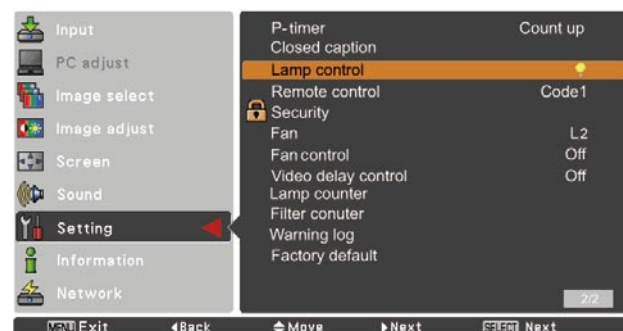 Input
PC adjust
Image select
Image adjust
Screen
Sound
Setting
Information
Network
P-timer Count up
Closed caption
Lamp control
Remote control Code1
Security
Fan L2
Fan control Off
Video delay control Off
Lamp counter
Filter conuter
Warning log
Factory default
2/2
MENU Exit Back Move Next SELECT Next